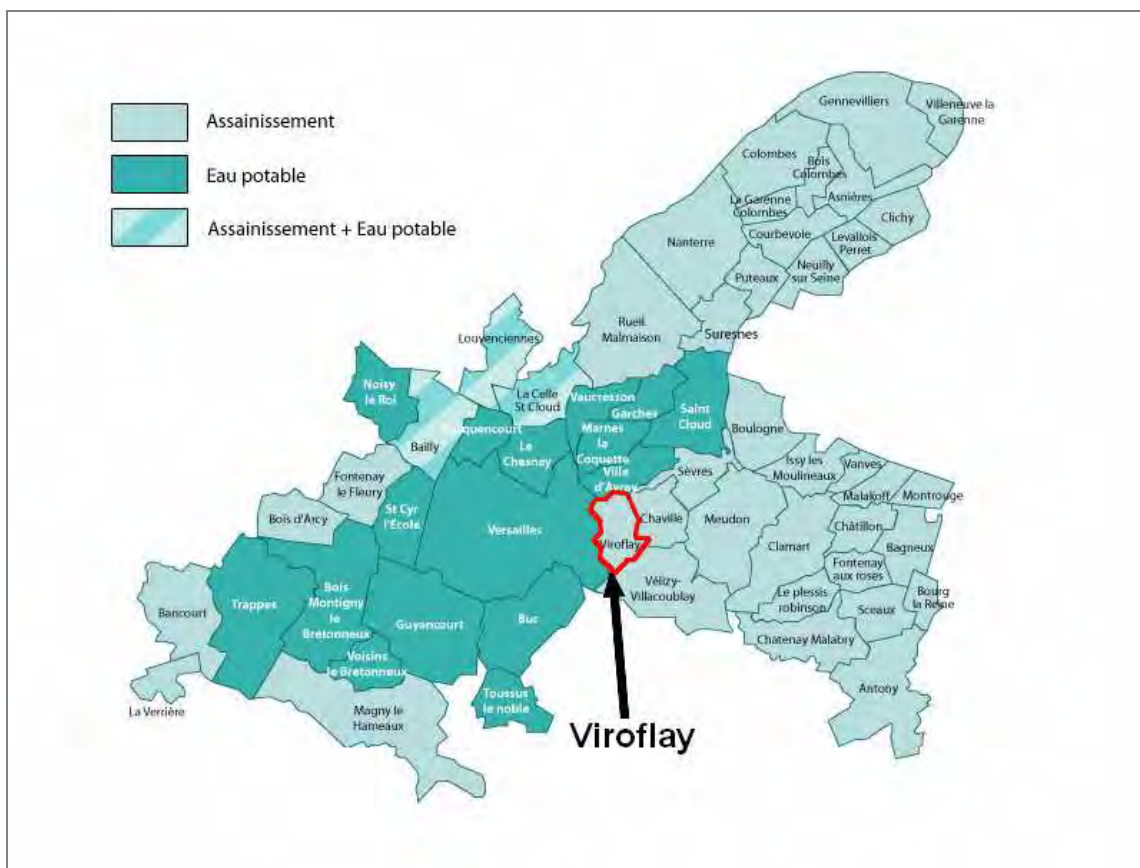 Assainissement
Eau potable
Assainissement + Eau potable
Gennevilliers
Villeneuve la
Garenne
Colombes
Bois
Colombes
La Garenne
Colombes
Asnières
Clichy
Courbevoie
Levallois
Perret
Nanterre
Puteaux
Neuilly
sur Seine
Rueil
Malmaison
Suresnes
Louvenciennes
La Celle
St Cloud
Noisy
le Roi
Bailly
Vaucresson
Garches
Saint
Cloud
Marnes
la
Coquette
Le
Chesnay
Ville
d'Avray
Boulogne
Sèvres
Issy les
Moulineaux
Vanves
Malakoff
Montrouge
Fontenay
le Fleury
Bois d'Arcy
St Cyr
l'École
Versailles
Viroflay
Chaville
Meudon
Clamart
Châtillon
Bagneux
Fontenay
aux roses
Vélizy-
Villacoublay
Le plessis
robinson
Sceaux
Bourg
la Reine
Chatenay Malabry
Antony
Bancourt
Trappes
Bois
Montigny
le
Bretonneux
Guyancourt
Buc
Voisins
le Bretonneux
Toussus
le noble
La Verrière
Magny le
Hameaux
Viroflay